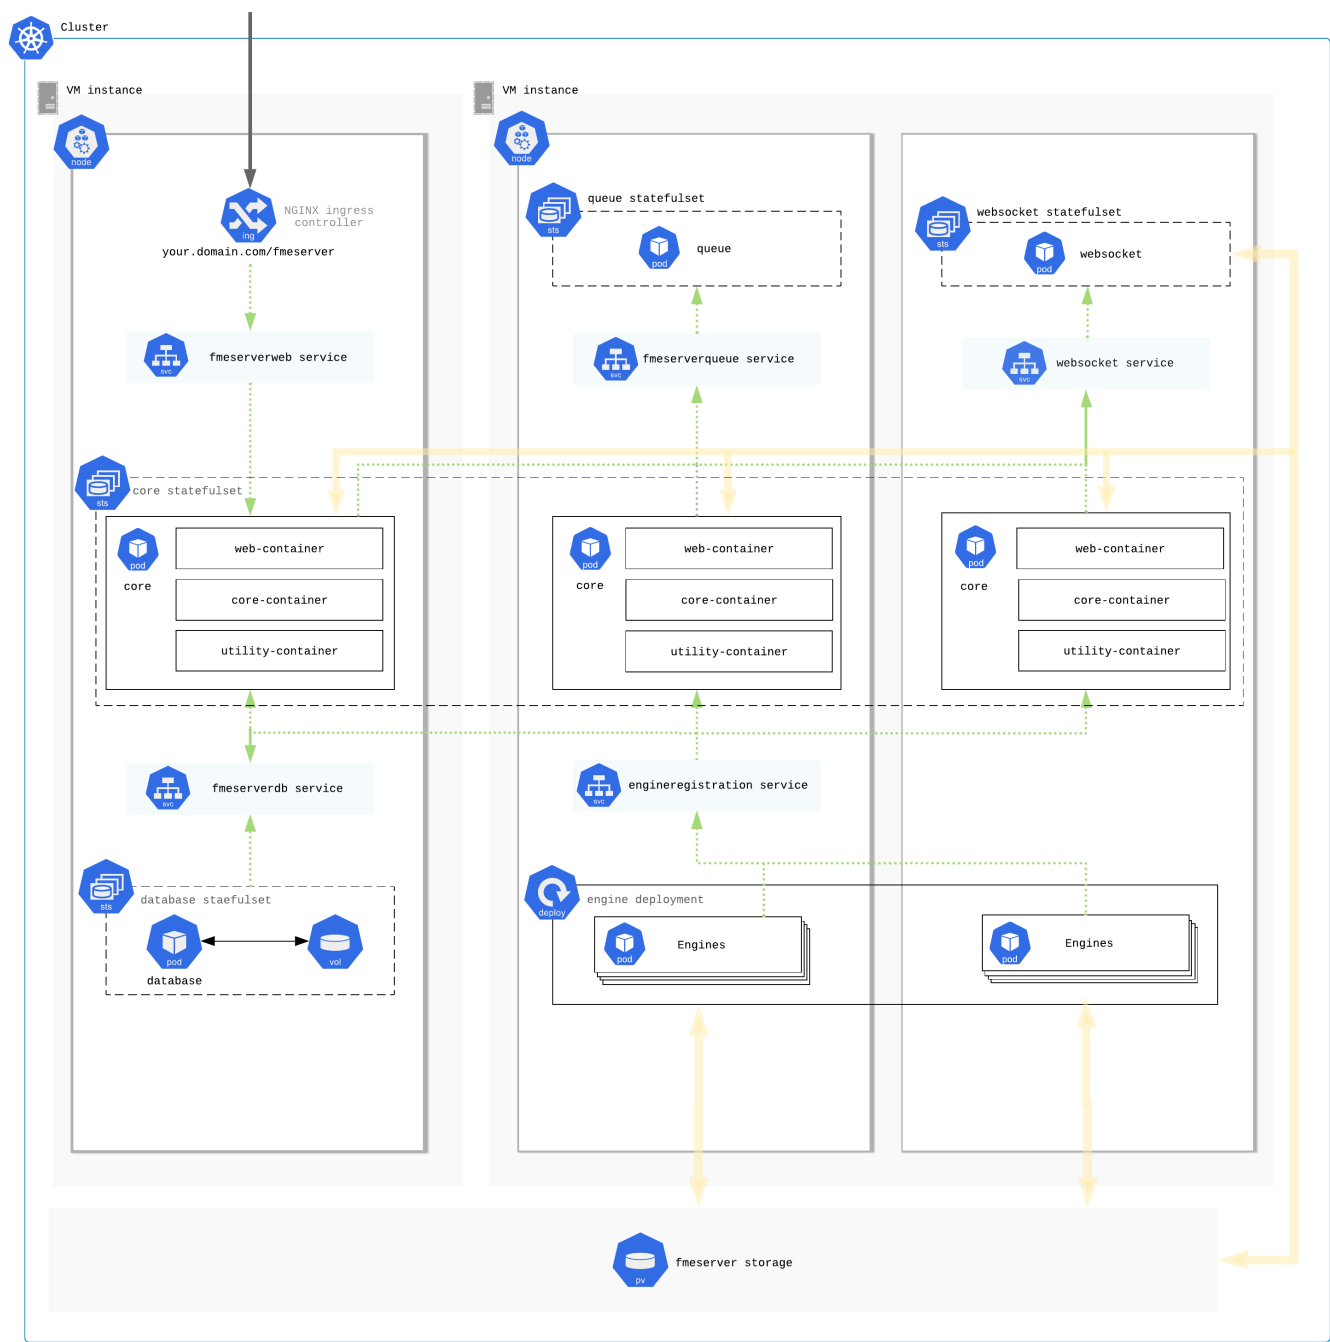 Cluster
VM instance
VM instance
node
node
NGINX ingress
controller
ing
your.domain.com/fmeserver
queue statefulset
sts
pod
queue
websocket statefulset
sts
pod
websocket
svc
fmeserverweb service
svc
fmeserverqueue service
svc
websocket service
sts
core statefulset
pod
core
web-container
core-container
utility-container
pod
core
web-container
core-container
utility-container
pod
core
web-container
core-container
utility-container
svc
fmeserverdb service
svc
engineregistration service
sts
database staefulset
pod
vol
database
deploy
engine deployment
pod
Engines
pod
Engines
pv
fmeserver storage